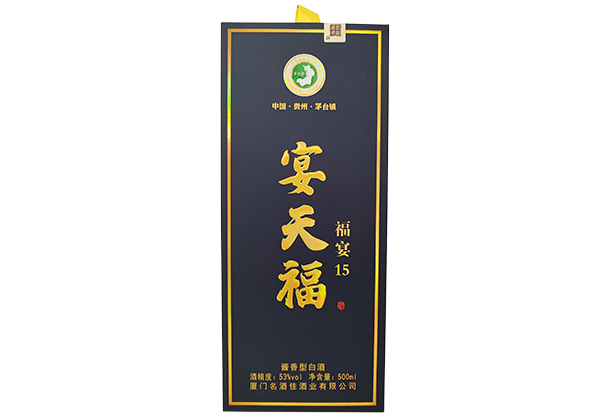 中国·贵州·茅台镇
宴天福
福宴15
酱香型白酒
酒精度：53%vol 净含量：500ml
厦门名酒佳酒业有限公司